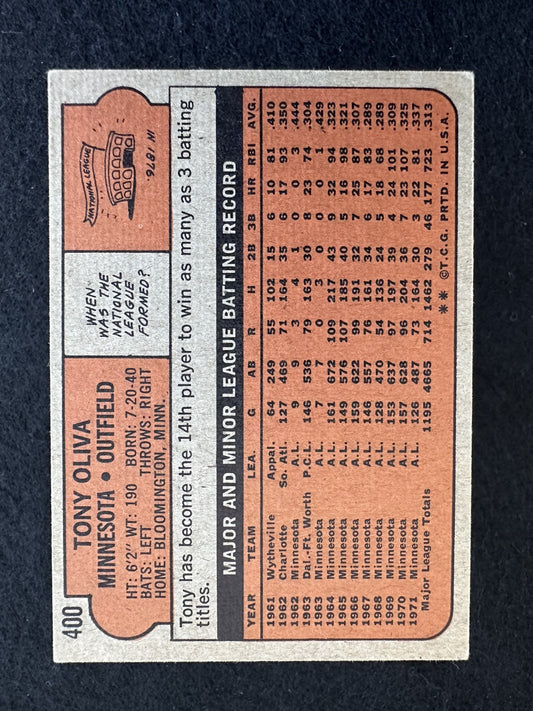 400
TONY OLIVA
MINNESOTA • OUTFIELD
HT: 6'2" WT: 190 BORN: 7-20-40
BATS: LEFT THROWS: RIGHT
HOME: BLOOMINGTON, MINN.
WHEN
WAS THE
NATIONAL
LEAGUE
FORMED?
NATIONAL LEAGUE
IN 1876.
Tony has become the 14th player to win as many as 3 batting
titles.
MAJOR AND MINOR LEAGUE BATTING RECORD
YEAR TEAM LEA. G AB R H 2B 3B HR RBI AVG.
1961 Wytheville Appal. 64 249 55 102 15 6 10 81 .410
1962 Charlotte So. Atl. 127 469 71 164 35 6 17 93 .350
1962 Minnesota A.L. 9 9 3 4 1 0 0 3 .444
1963 Dal.-Ft. Worth P.C.L. 146 536 79 .163 30 8 23 74 .304
1963 Minnesota A.L. 7 7 0 3 0 0 0 1 .429
1964 Minnesota A.L. 161 672 109 217 43 9 32 94 .323
1965 Minnesota A.L. 149 576 107 185 40 5 16 98 .321
1966 Minnesota A.L. 159 622 99 191 32 7 25 87 .307
1967 Minnesota A.L. 146 557 76 161 34 6 17 83 .289
1968 Minnesota A.L. 128 470 54 136 24 5 18 68 .289
1969 Minnesota A.L. 153 637 97 197 39 4 24 101 .309
1970 Minnesota A.L. 157 628 96 204 36 7 23 107 .325
1971 Minnesota A.L. 126 487 73 164 30 3 22 81 .337
Major League Totals 1195 4665 714 1462 279 46 177 723 .313
** ©T.C.G. PRTD. IN U.S.A.